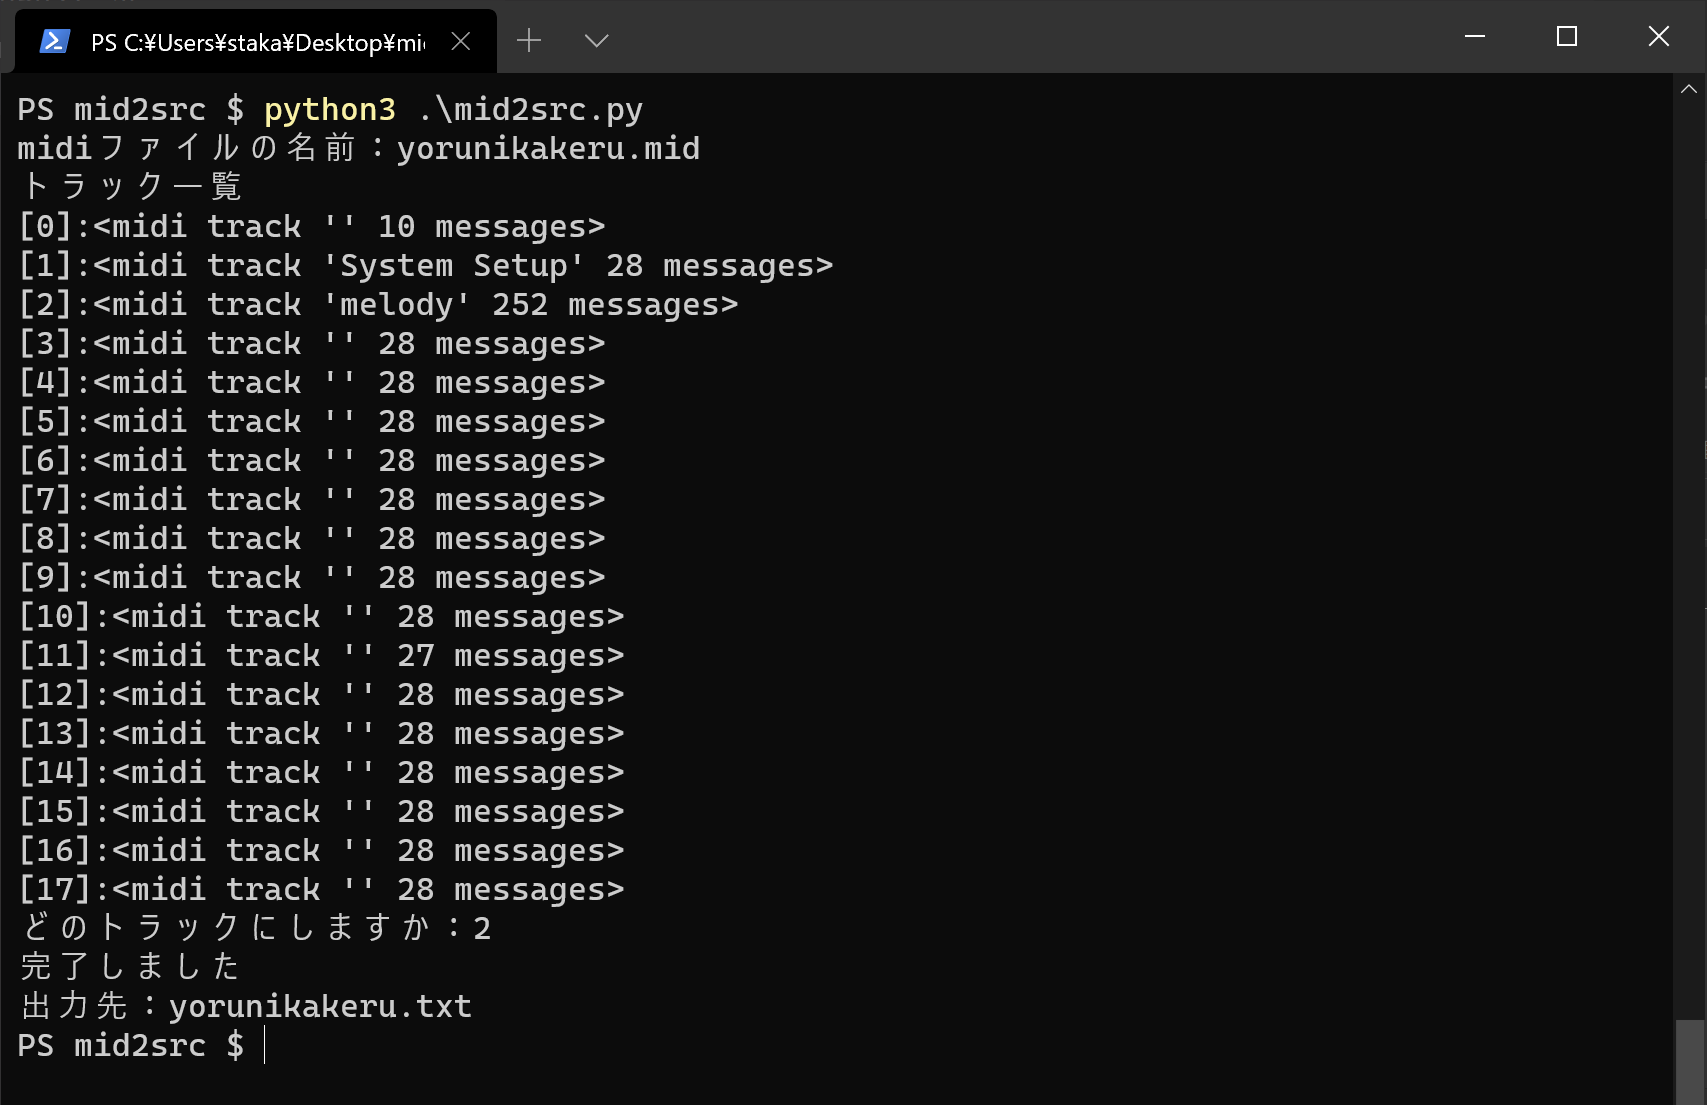 PS C:¥Users¥staka¥Desktop¥mi
PS mid2src $ python3 .\mid2src.py
midiファイルの名前：yorunikakeru.mid
トラック一覧
[0]:<midi track '' 10 messages>
[1]:<midi track 'System Setup' 28 messages>
[2]:<midi track 'melody' 252 messages>
[3]:<midi track '' 28 messages>
[4]:<midi track '' 28 messages>
[5]:<midi track '' 28 messages>
[6]:<midi track '' 28 messages>
[7]:<midi track '' 28 messages>
[8]:<midi track '' 28 messages>
[9]:<midi track '' 28 messages>
[10]:<midi track '' 28 messages>
[11]:<midi track '' 27 messages>
[12]:<midi track '' 28 messages>
[13]:<midi track '' 28 messages>
[14]:<midi track '' 28 messages>
[15]:<midi track '' 28 messages>
[16]:<midi track '' 28 messages>
[17]:<midi track '' 28 messages>
どのトラックにしますか：2
完了しました
出力先：yorunikakeru.txt
PS mid2src $